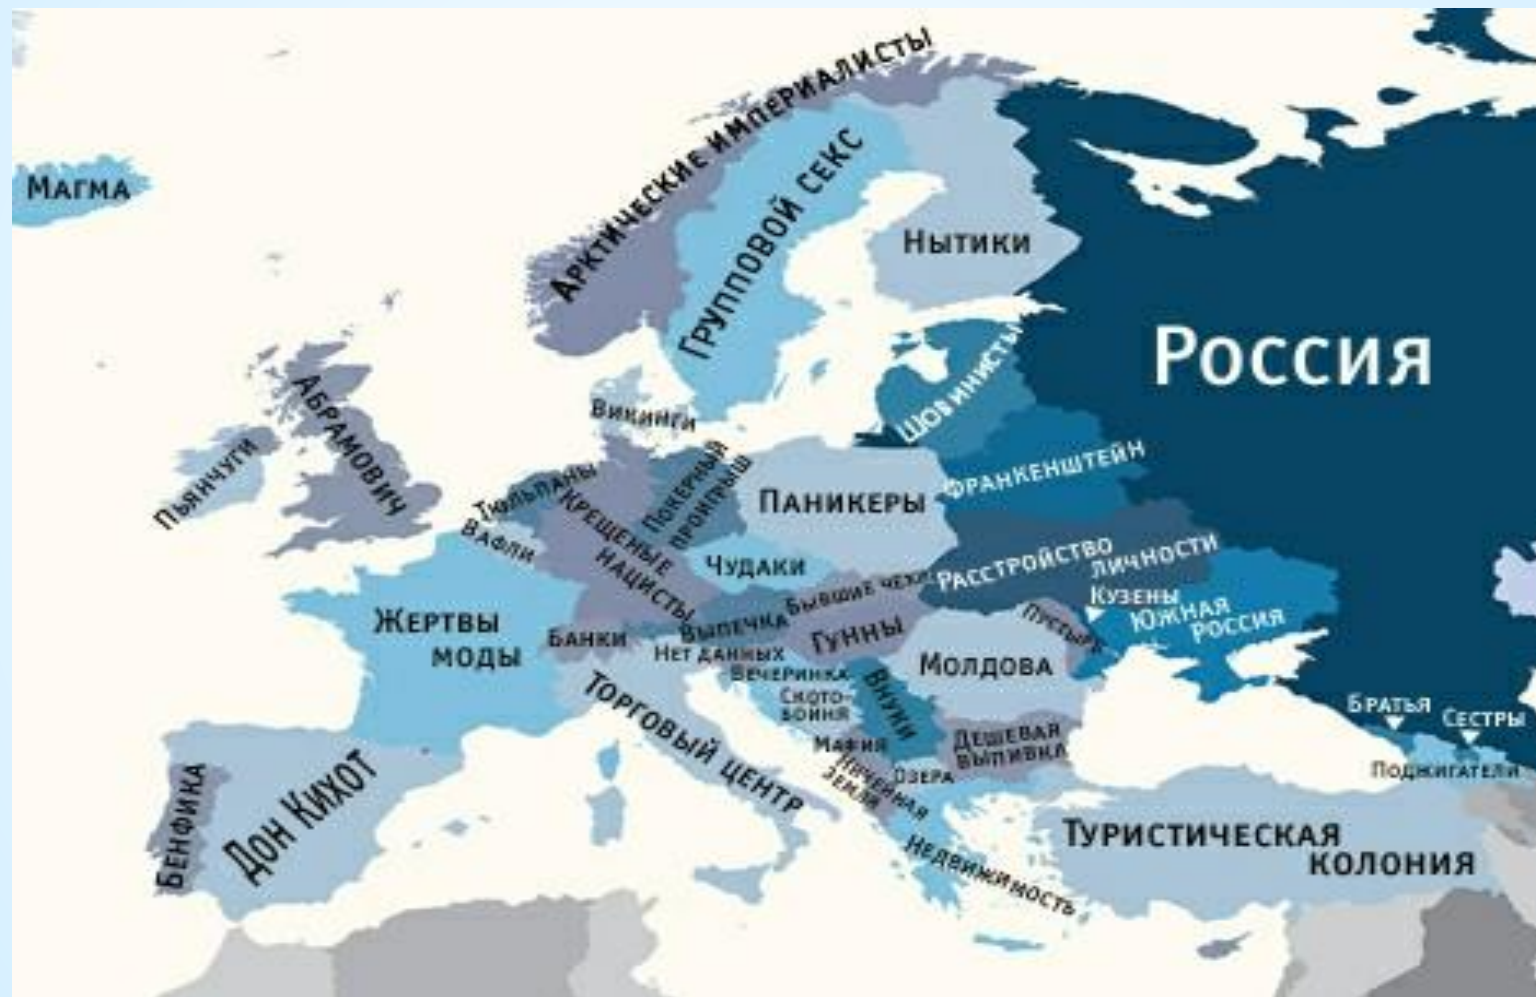 Арктические империалисты
Магма
Групповой секс
Нытики
Россия
Шовинисты
Абрамович
Викинги
Пьянчуги
Тюльпаны
Покерный
проигрыш
Паникеры
Франкенштейн
Вафли
Крещеные
нацисты
Чудаки
Расстройство
личности
Бывшие чехи
Кузены
Южная
Россия
Жертвы
моды
Банки
Выпечка
Гунны
Пустырь
Нет данных
Молдова
Вечеринка
Ското-
бойня
Внуки
Торговый центр
Братья
Сестры
Мафия
Дешевая
выпивка
Ничейная
земля
Озера
Поджигатели
Бенфика
Дон Кихот
Недвижимость
Туристическая
колония